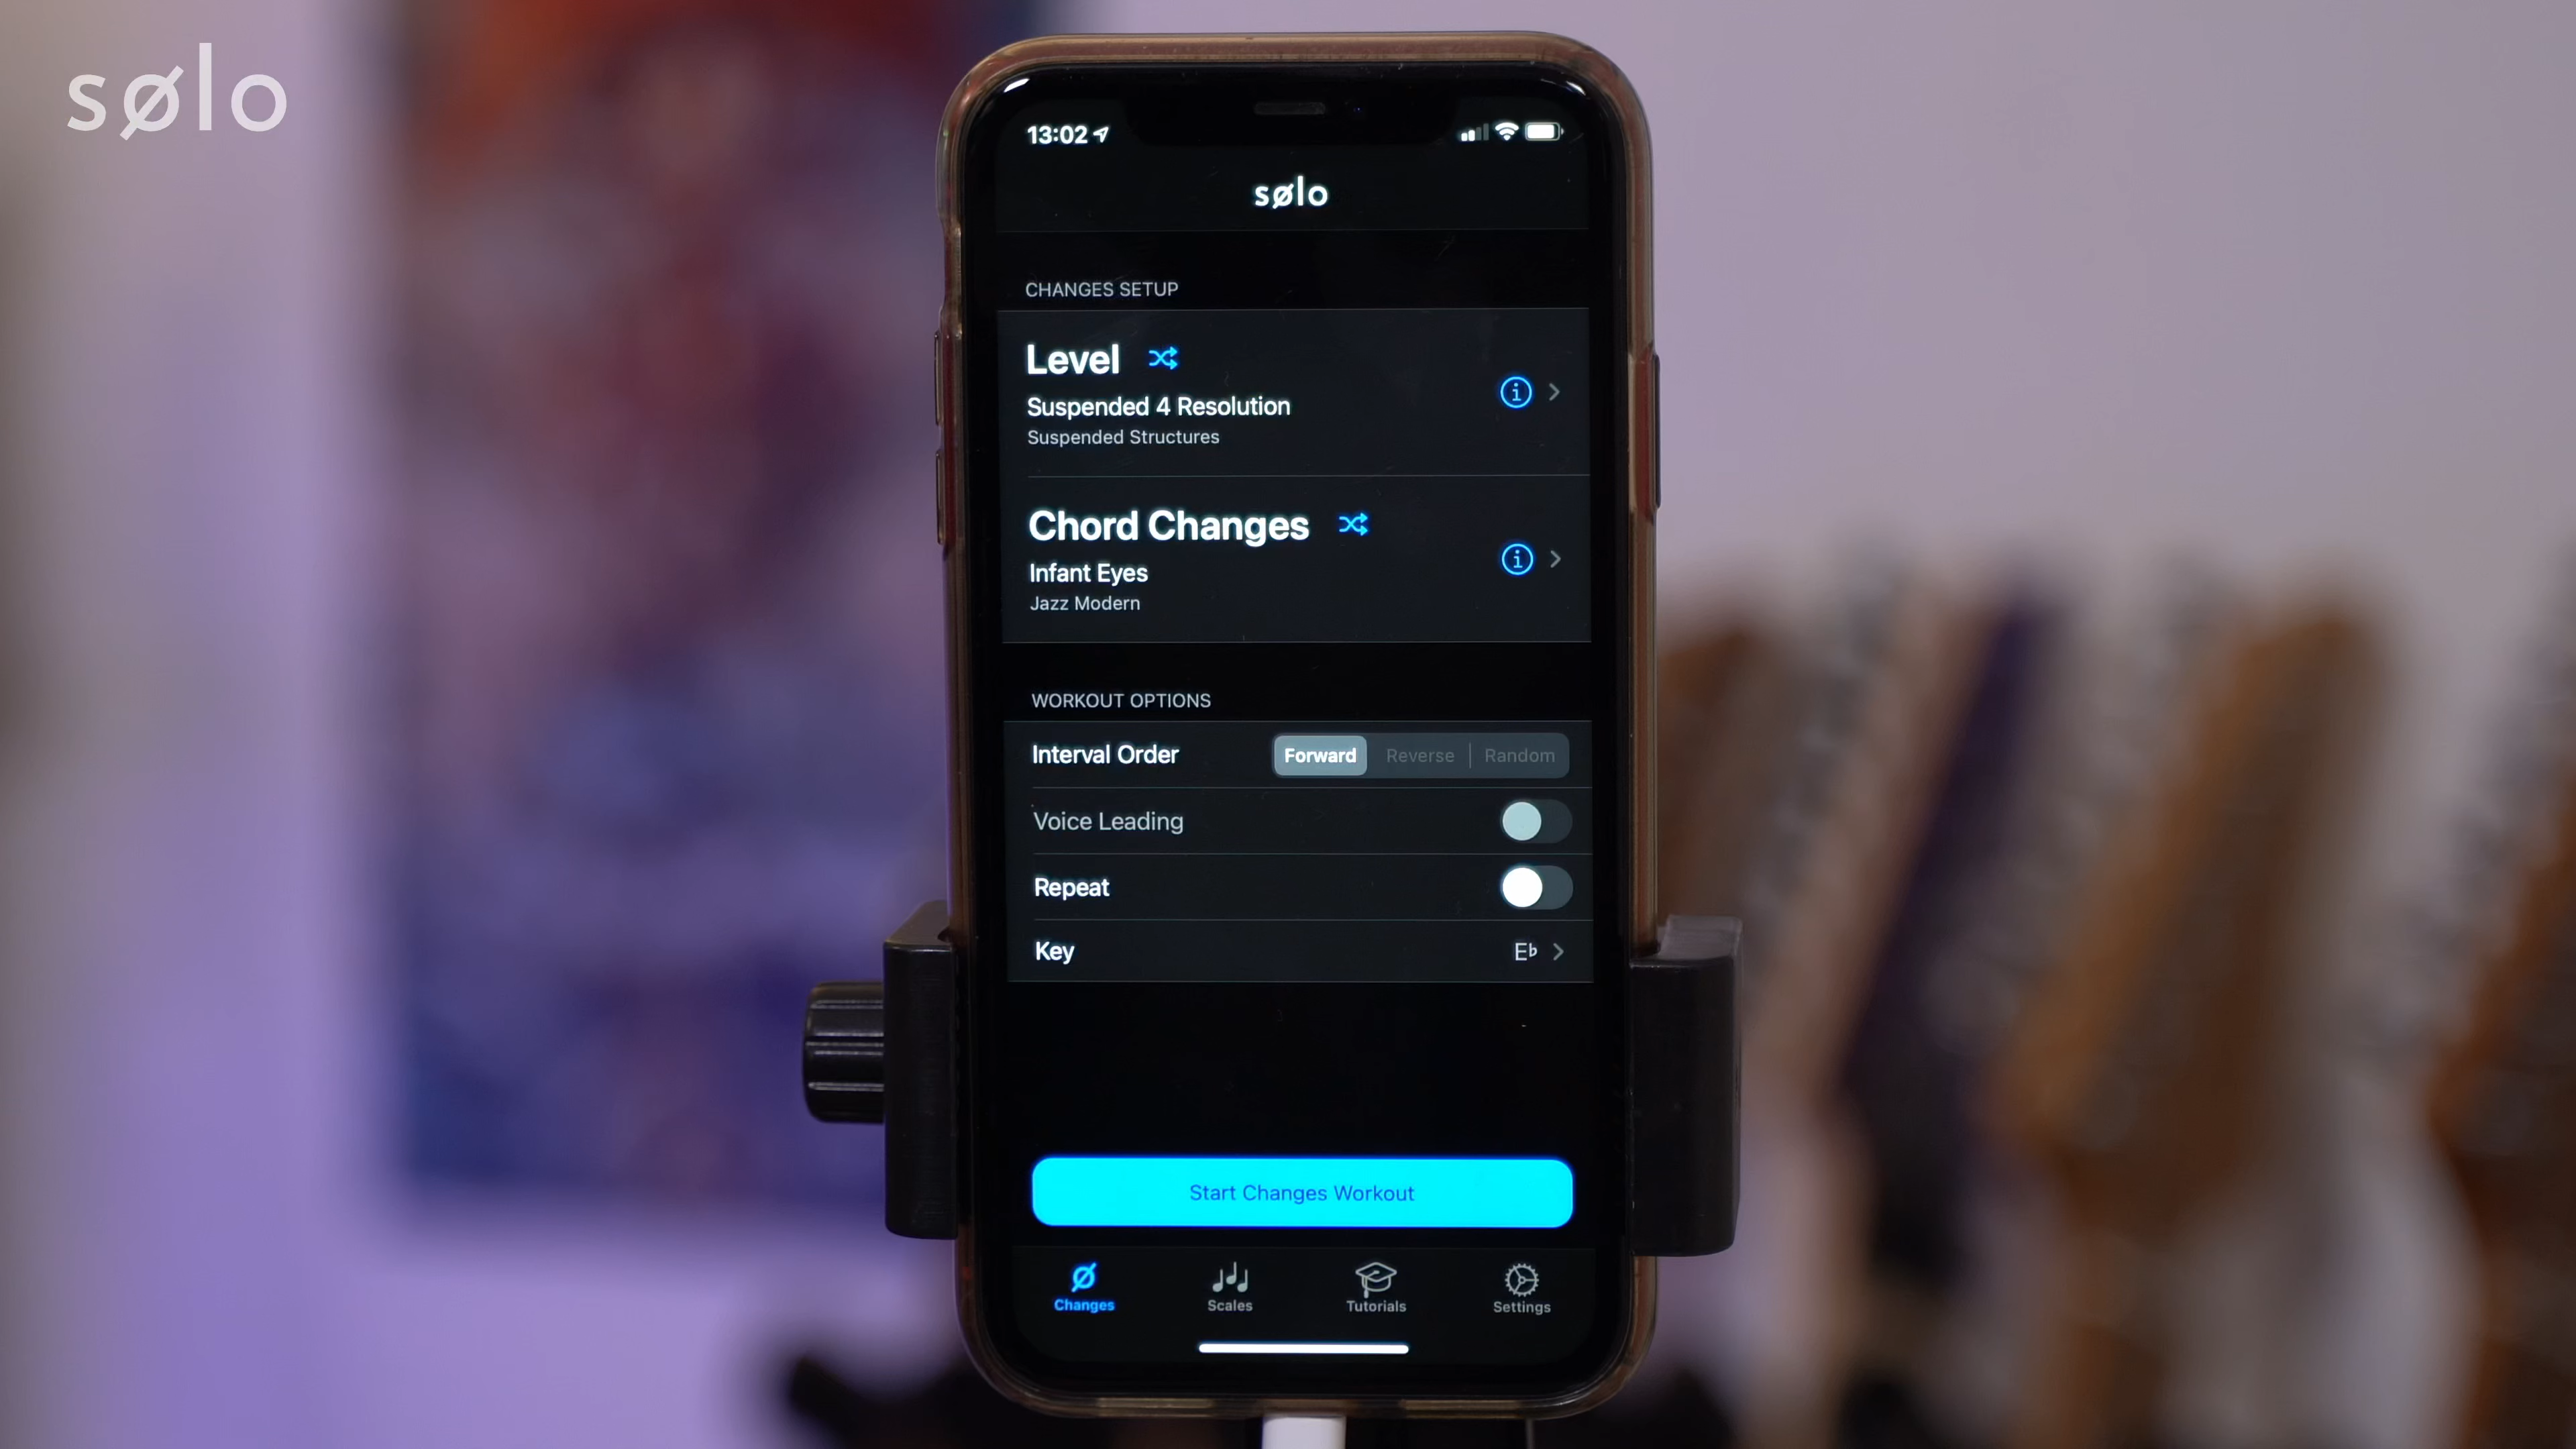 sølo
13:02
sølo
CHANGES SETUP
Level
Suspended 4 Resolution
Suspended Structures
Chord Changes
Infant Eyes
Jazz Modern
WORKOUT OPTIONS
Interval Order Forward Reverse Random
Voice Leading
Repeat
Key E♭
Start Changes Workout
Changes Scales Tutorials Settings